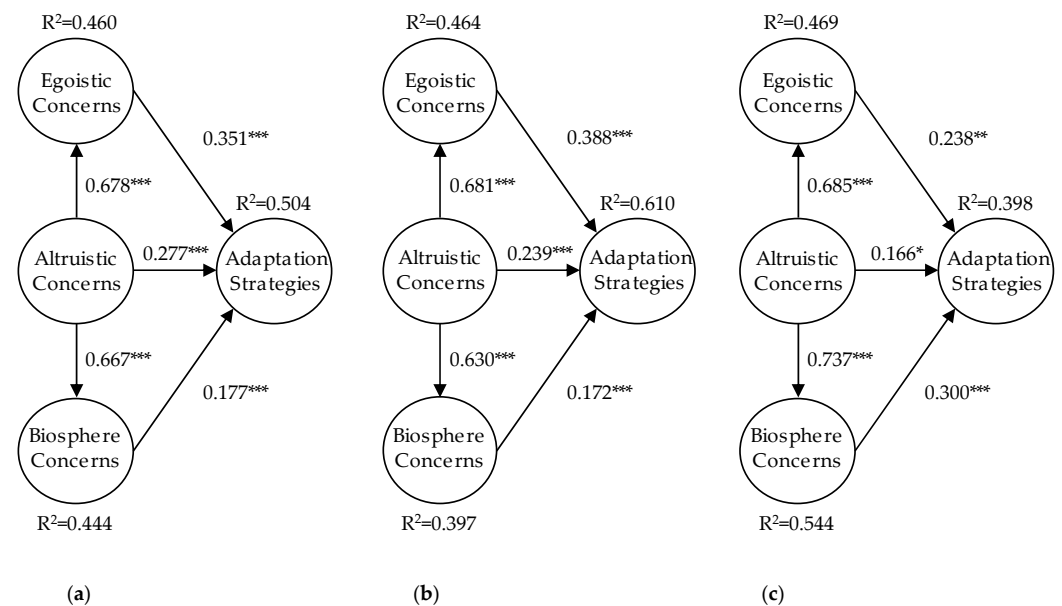 R²=0.460
Egoistic
Concerns
0.351***
0.678***
R²=0.504
Altruistic
Concerns
0.277***
Adaptation
Strategies
0.667***
0.177***
Biosphere
Concerns
R²=0.444
(a)
R²=0.464
Egoistic
Concerns
0.388***
0.681***
R²=0.610
Altruistic
Concerns
0.239***
Adaptation
Strategies
0.630***
0.172***
Biosphere
Concerns
R²=0.397
(b)
R²=0.469
Egoistic
Concerns
0.238**
0.685***
R²=0.398
Altruistic
Concerns
0.166*
Adaptation
Strategies
0.737***
0.300***
Biosphere
Concerns
R²=0.544
(c)